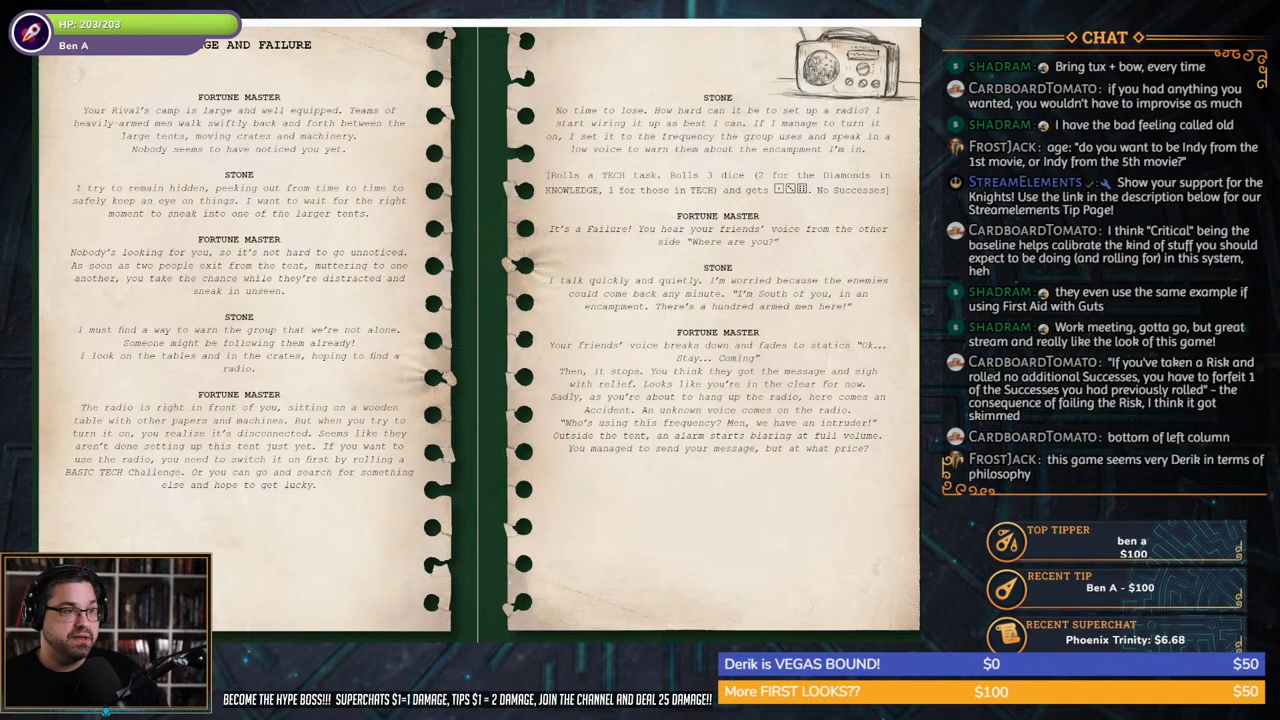 HP: 203/203
Ben A
GE AND FAILURE
FORTUNE MASTER
Your Rival's camp is large and well equipped. Teams of
heavily-armed men walk swiftly back and forth between the
large tents, moving crates and machinery.
Nobody seems to have noticed you yet.
STONE
I try to remain hidden, peeking out from time to time to
safely keep an eye on things. I want to wait for the right
moment to sneak into one of the larger tents.
FORTUNE MASTER
Nobody's looking for you, so it's not hard to go unnoticed.
As soon as two people exit from the tent, muttering to one
another, you take the chance while they're distracted and
sneak in unseen.
STONE
I must find a way to warn the group that we're not alone.
Someone might be following them already!
I look on the tables and in the crates, hoping to find a
radio.
FORTUNE MASTER
The radio is right in front of you, sitting on a wooden
table with other papers and machines. But when you try to
turn it on, you realize it's disconnected. Seems like they
aren't done setting up this tent just yet. If you want to
use the radio, you need to switch it on first by rolling a
BASIC TECH Challenge. Or you can go and search for something
else and hope to get lucky.
STONE
No time to lose. How hard can it be to set up a radio? I
start wiring it up as best I can. If I manage to turn it
on, I set it to the frequency the group uses and speak in a
low voice to warn them about the encampment I'm in.
[Rolls a TECH task. Rolls 3 dice (2 for the Diamonds in
KNOWLEDGE, 1 for those in TECH) and gets ⚀⚂⚅. No Successes]
FORTUNE MASTER
It's a Failure! You hear your friends' voice from the other
side "Where are you?"
STONE
I talk quickly and quietly. I'm worried because the enemies
could come back any minute. "I'm South of you, in an
encampment. There's a hundred armed men here!"
FORTUNE MASTER
Your friends' voice breaks down and fades to statics "Ok...
Stay... Coming"
Then, it stops. You think they got the message and sigh
with relief. Looks like you're in the clear for now.
Sadly, as you're about to hang up the radio, here comes an
Accident. An unknown voice comes on the radio.
"Who's using this frequency? Men, we have an intruder!"
Outside the tent, an alarm starts blaring at full volume.
You managed to send your message, but at what price?
CHAT
S SHADRAM: Bring tux + bow, every time
CARDBOARDTOMATO: if you had anything you
wanted, you wouldn't have to improvise as much
S SHADRAM: I have the bad feeling called old
FROSTJACK: age: "do you want to be Indy from the
1st movie, or Indy from the 5th movie?"
STREAMELEMENTS: Show your support for the
Knights! Use the link in the description below for our
Streamelements Tip Page!
CARDBOARDTOMATO: I think "Critical" being the
baseline helps calibrate the kind of stuff you should
expect to be doing (and rolling for) in this system,
heh
S SHADRAM: they even use the same example if
using First Aid with Guts
S SHADRAM: Work meeting, gotta go, but great
stream and really like the look of this game!
CARDBOARDTOMATO: "If you've taken a Risk and
rolled no additional Successes, you have to forfeit 1
of the Successes you had previously rolled" - the
consequence of failing the Risk, I think it got
skimmed
CARDBOARDTOMATO: bottom of left column
FROSTJACK: this game seems very Derik in terms of
philosophy
TOP TIPPER
ben a
$100
RECENT TIP
Ben A - $100
RECENT SUPERCHAT
Phoenix Trinity: $6.68
Derik is VEGAS BOUND! $0 $50
More FIRST LOOKS?? $100 $50
BECOME THE HYPE BOSS!!! SUPERCHATS $1=1 DAMAGE, TIPS $1 = 2 DAMAGE, JOIN THE CHANNEL AND DEAL 25 DAMAGE!!